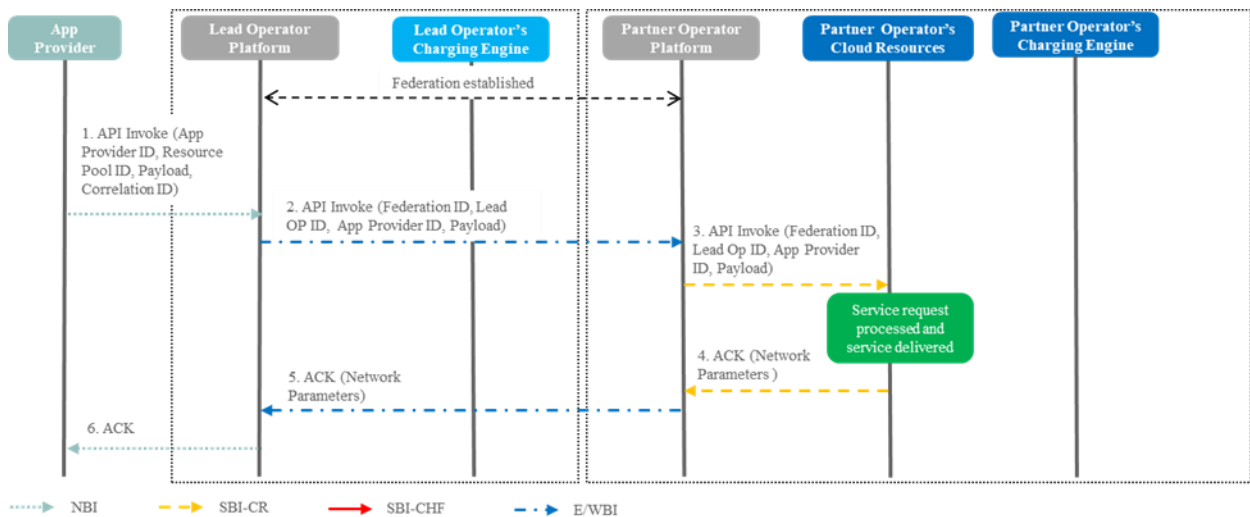 App
Provider
Lead Operator
Platform
Lead Operator's
Charging Engine
Partner Operator
Platform
Partner Operator's
Cloud Resources
Partner Operator's
Charging Engine
Federation established
1. API Invoke (App
Provider ID, Resource
Pool ID, Payload,
Correlation ID)
2. API Invoke (Federation ID, Lead
OP ID, App Provider ID, Payload)
3. API Invoke (Federation ID,
Lead Op ID, App Provider
ID, Payload)
Service request
processed and
service delivered
4. ACK (Network
Parameters )
5. ACK (Network
Parameters)
6. ACK
NBI
SBI-CR
SBI-CHF
E/WBI